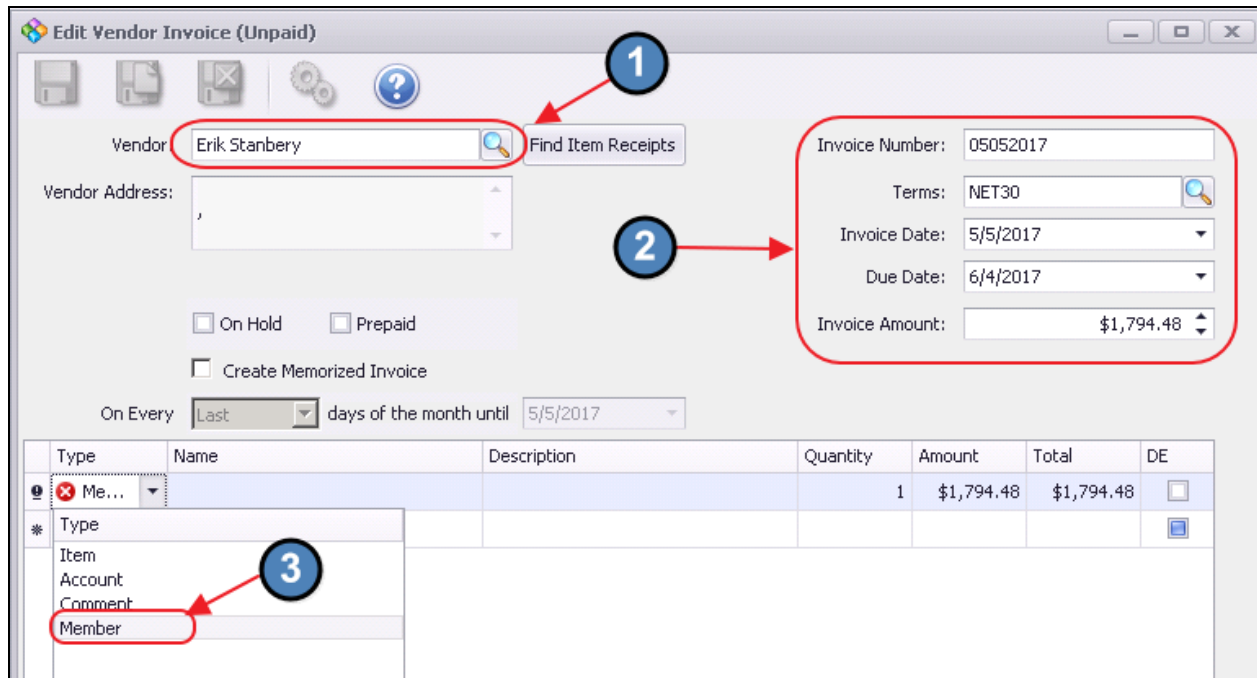 Edit Vendor Invoice (Unpaid)
1
Vendor: Erik Stanbery Find Item Receipts
Invoice Number: 05052017
Vendor Address: ,
Terms: NET30
2
Invoice Date: 5/5/2017
Due Date: 6/4/2017
On Hold Prepaid
Invoice Amount: $1,794.48
Create Memorized Invoice
On Every Last days of the month until 5/5/2017
Type Name Description Quantity Amount Total DE
Me... 1 $1,794.48 $1,794.48
Type
Item
Account
3
Comment
Member